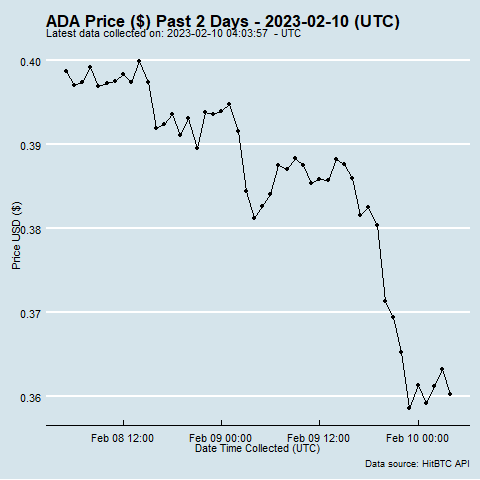 ADA Price ($) Past 2 Days - 2023-02-10 (UTC)
Latest data collected on: 2023-02-10 04:03:57 - UTC
0.40
0.39
0.38
0.37
0.36
Price USD ($)
Feb 08 12:00 Feb 09 00:00 Feb 09 12:00 Feb 10 00:00
Date Time Collected (UTC)
Data source: HitBTC API